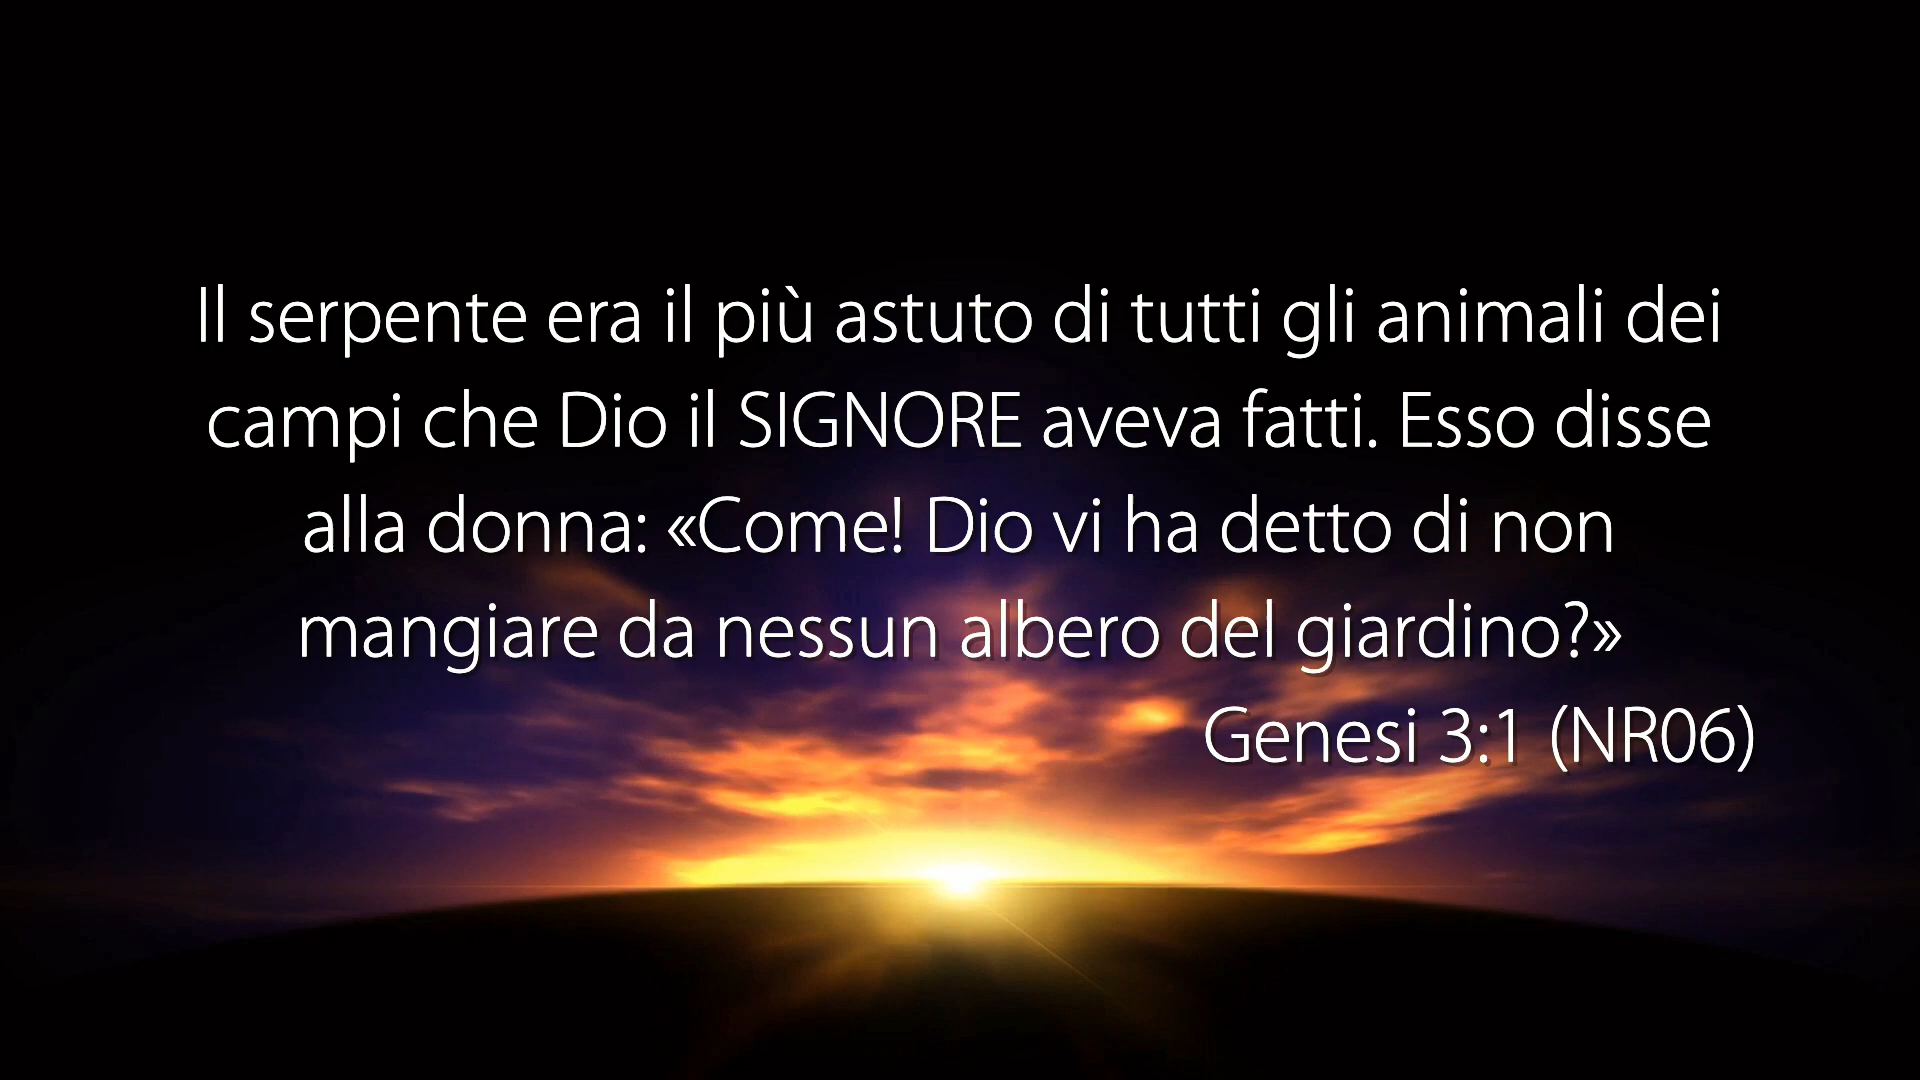 Il serpente era il più astuto di tutti gli animali dei
campi che Dio il SIGNORE aveva fatti. Esso disse
alla donna: «Come! Dio vi ha detto di non
mangiare da nessun albero del giardino?»
Genesi 3:1 (NR06)